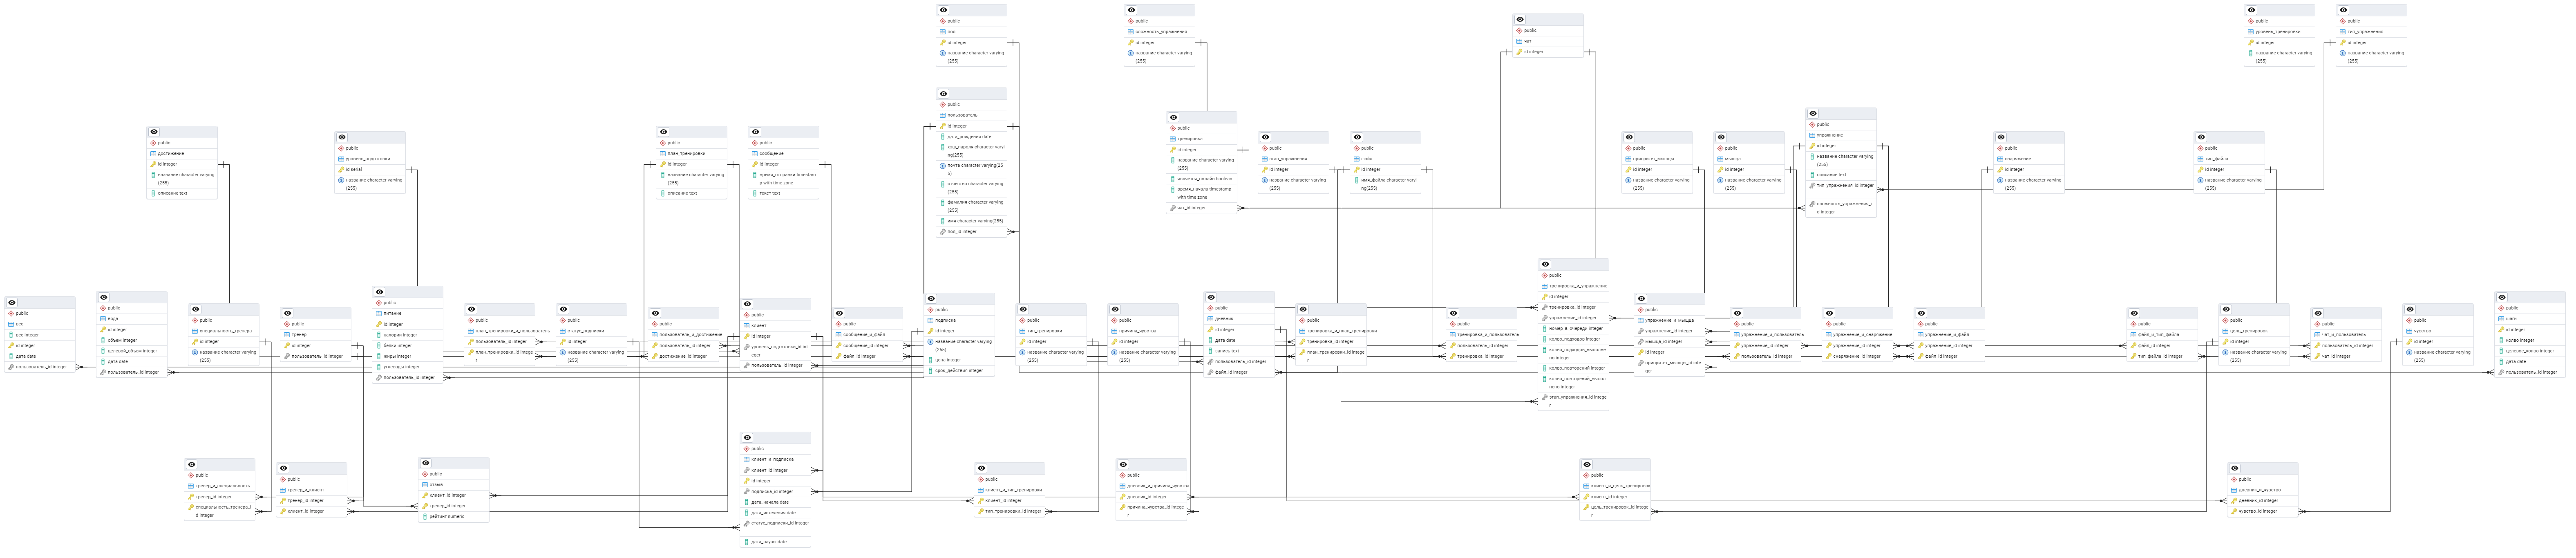 public
пол
id integer
название character varying
(255)
public
сложность_упражнения
id integer
название character varying
(255)
public
чат
id integer
public
уровень_тренировки
id integer
название character varying
(255)
public
тип_упражнения
id integer
название character varying
(255)
public
достижение
id integer
название character varying
(255)
описание text
public
уровень_подготовки
id serial
название character varying
(255)
public
план_тренировки
id integer
название character varying
(255)
описание text
public
сообщение
id integer
время_отправки timestam
p with time zone
текст text
public
пользователь
id integer
дата_рождения date
хэш_пароля character varyi
ng(255)
почта character varying(25
5)
отчество character varying
(255)
фамилия character varying
(255)
имя character varying(255)
пол_id integer
public
тренировка
id integer
название character varying
(255)
является_онлайн boolean
время_начала timestamp
with time zone
чат_id integer
public
этап_упражнения
id integer
название character varying
(255)
public
файл
id integer
имя_файла character varyi
ng(255)
public
приоритет_мышцы
id integer
название character varying
(255)
public
мышца
id integer
название character varying
(255)
public
упражнение
id integer
название character varying
(255)
описание text
тип_упражнения_id integer
сложность_упражнения_i
d integer
public
снаряжение
id integer
название character varying
(255)
public
тип_файла
id integer
название character varying
(255)
public
вес
вес integer
id integer
дата date
пользователь_id integer
public
вода
id integer
объем integer
целевой_объем integer
дата date
пользователь_id integer
public
специальность_тренера
id integer
название character varying
(255)
public
тренер
id integer
пользователь_id integer
public
питание
id integer
калории integer
белки integer
жиры integer
углеводы integer
пользователь_id integer
public
план_тренировки_и_пользователь
пользователь_id integer
план_тренировки_id intege
r
public
статус_подписки
id integer
название character varying
(255)
public
пользователь_и_достижение
пользователь_id integer
достижение_id integer
public
клиент
id integer
уровень_подготовки_id int
eger
пользователь_id integer
public
сообщение_и_файл
сообщение_id integer
файл_id integer
public
подписка
id integer
название character varying
(255)
цена integer
срок_действия integer
public
тип_тренировки
id integer
название character varying
(255)
public
причина_чувства
id integer
название character varying
(255)
public
дневник
id integer
дата date
запись text
пользователь_id integer
файл_id integer
public
тренировка_и_план_тренировки
тренировка_id integer
план_тренировки_id intege
r
public
тренировка_и_пользователь
пользователь_id integer
тренировка_id integer
public
тренировка_и_упражнение
id integer
тренировка_id integer
упражнение_id integer
номер_в_очереди integer
колво_подходов integer
колво_подходов_выполне
но integer
колво_повторений integer
колво_повторений_выпол
нено integer
этап_упражнения_id intege
r
public
упражнение_и_мышца
упражнение_id integer
мышца_id integer
id integer
приоритет_мышцы_id inte
ger
public
упражнение_и_пользователь
упражнение_id integer
пользователь_id integer
public
упражнение_и_снаряжение
упражнение_id integer
снаряжение_id integer
public
упражнение_и_файл
упражнение_id integer
файл_id integer
public
файл_и_тип_файла
файл_id integer
тип_файла_id integer
public
цель_тренировок
id integer
название character varying
(255)
public
чат_и_пользователь
пользователь_id integer
чат_id integer
public
чувство
id integer
название character varying
(255)
public
шаги
id integer
колво integer
целевое_колво integer
дата date
пользователь_id integer
public
тренер_и_специальность
тренер_id integer
специальность_тренера_i
d integer
public
тренер_и_клиент
тренер_id integer
клиент_id integer
public
отзыв
клиент_id integer
тренер_id integer
рейтинг numeric
public
клиент_и_подписка
клиент_id integer
id integer
подписка_id integer
дата_начала date
дата_истечения date
статус_подписки_id integer
дата_паузы date
public
клиент_и_тип_тренировки
клиент_id integer
тип_тренировки_id integer
public
дневник_и_причина_чувства
дневник_id integer
причина_чувства_id intege
r
public
клиент_и_цель_тренировок
клиент_id integer
цель_тренировок_id intege
r
public
дневник_и_чувство
дневник_id integer
чувство_id integer